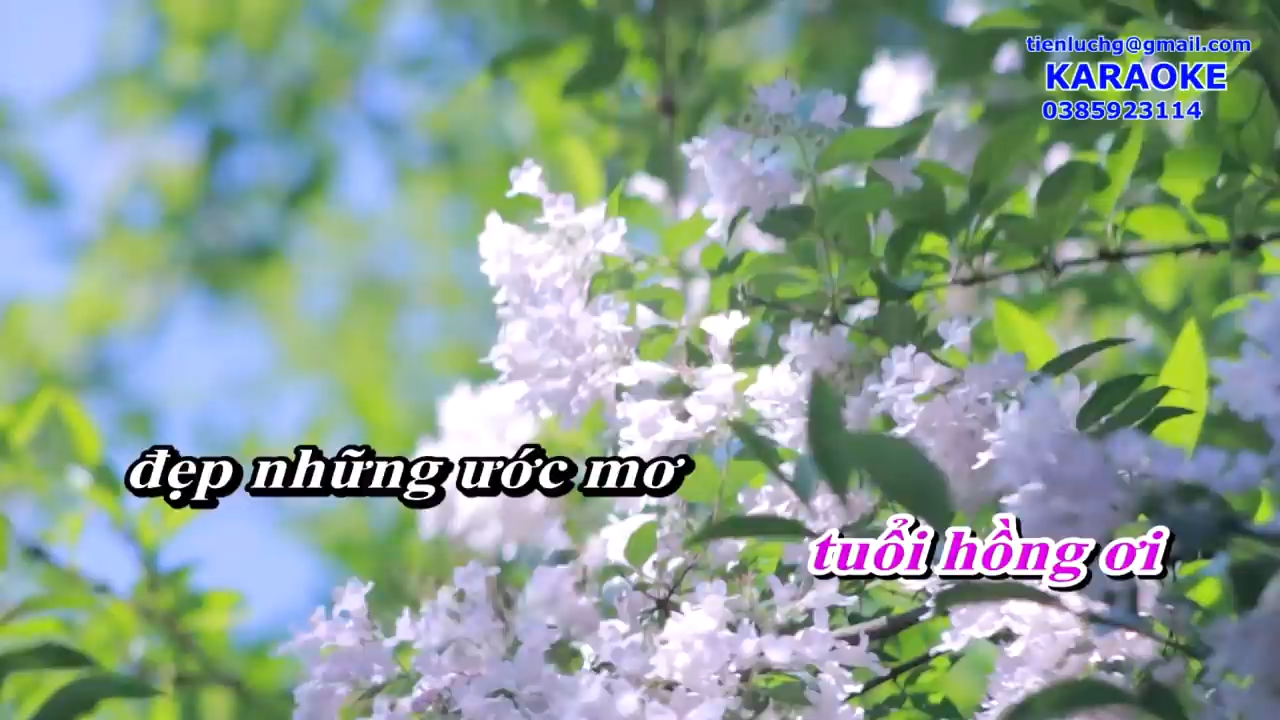 tienluchg@gmail.com
KARAOKE
0385923114
đẹp những ước mơ
tuổi hồng ơi